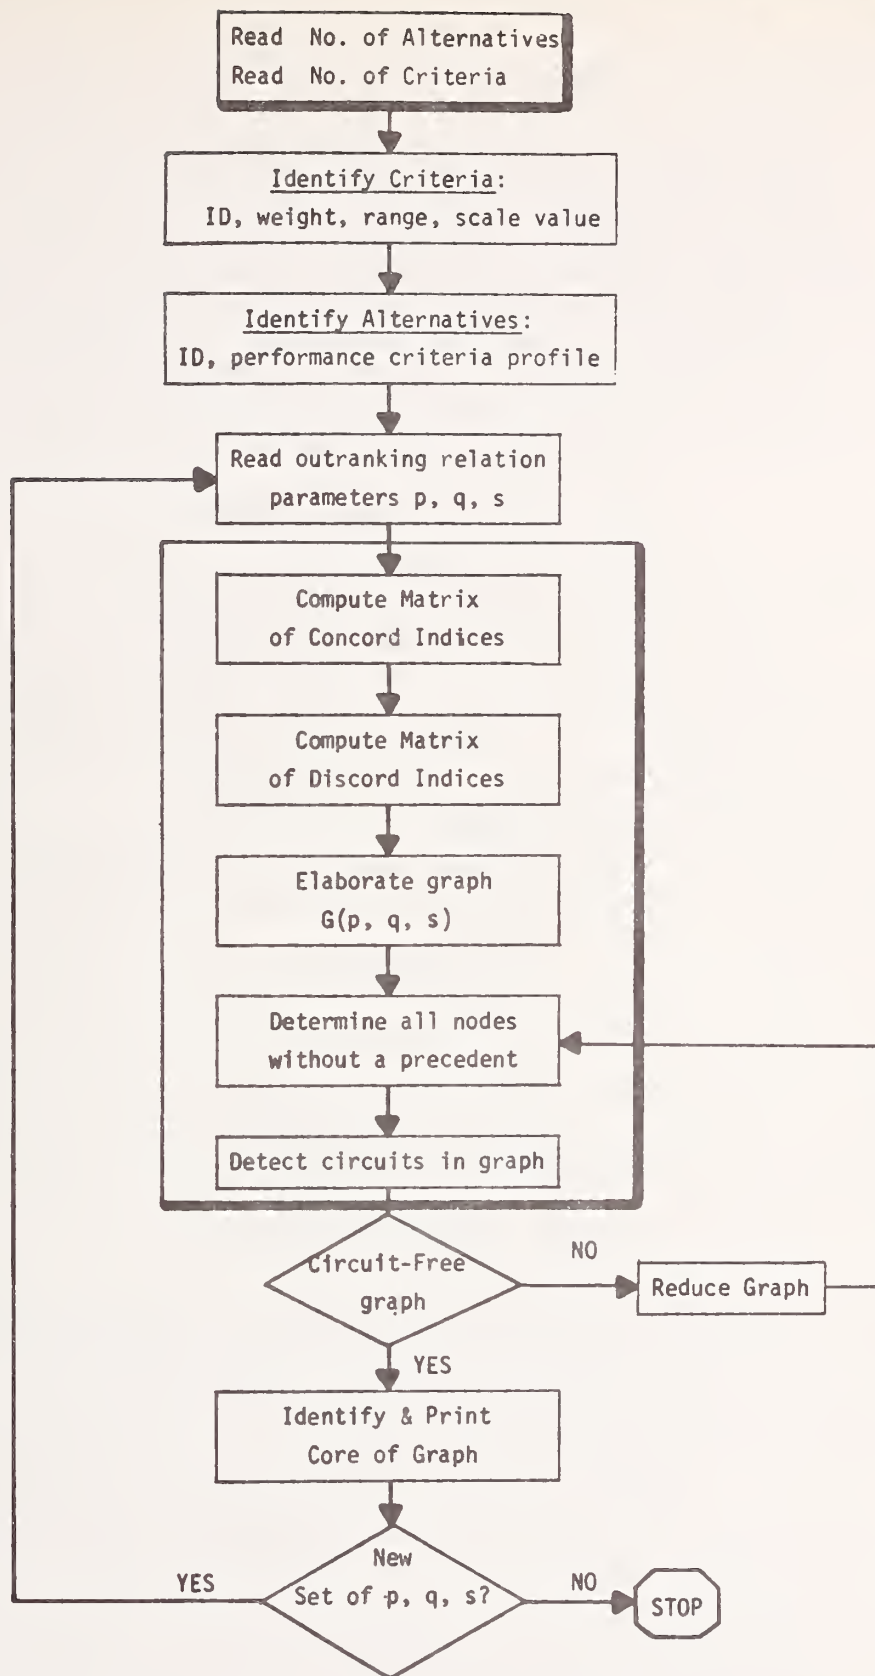 Read No. of Alternatives
Read No. of Criteria
Identify Criteria:
ID, weight, range, scale value
Identify Alternatives:
ID, performance criteria profile
Read outranking relation
parameters p, q, s
Compute Matrix
of Concord Indices
Compute Matrix
of Discord Indices
Elaborate graph
G(p, q, s)
Determine all nodes
without a precedent
Detect circuits in graph
Circuit-Free
graph
NO
Reduce Graph
YES
Identify & Print
Core of Graph
New
Set of p, q, s?
YES
NO
STOP